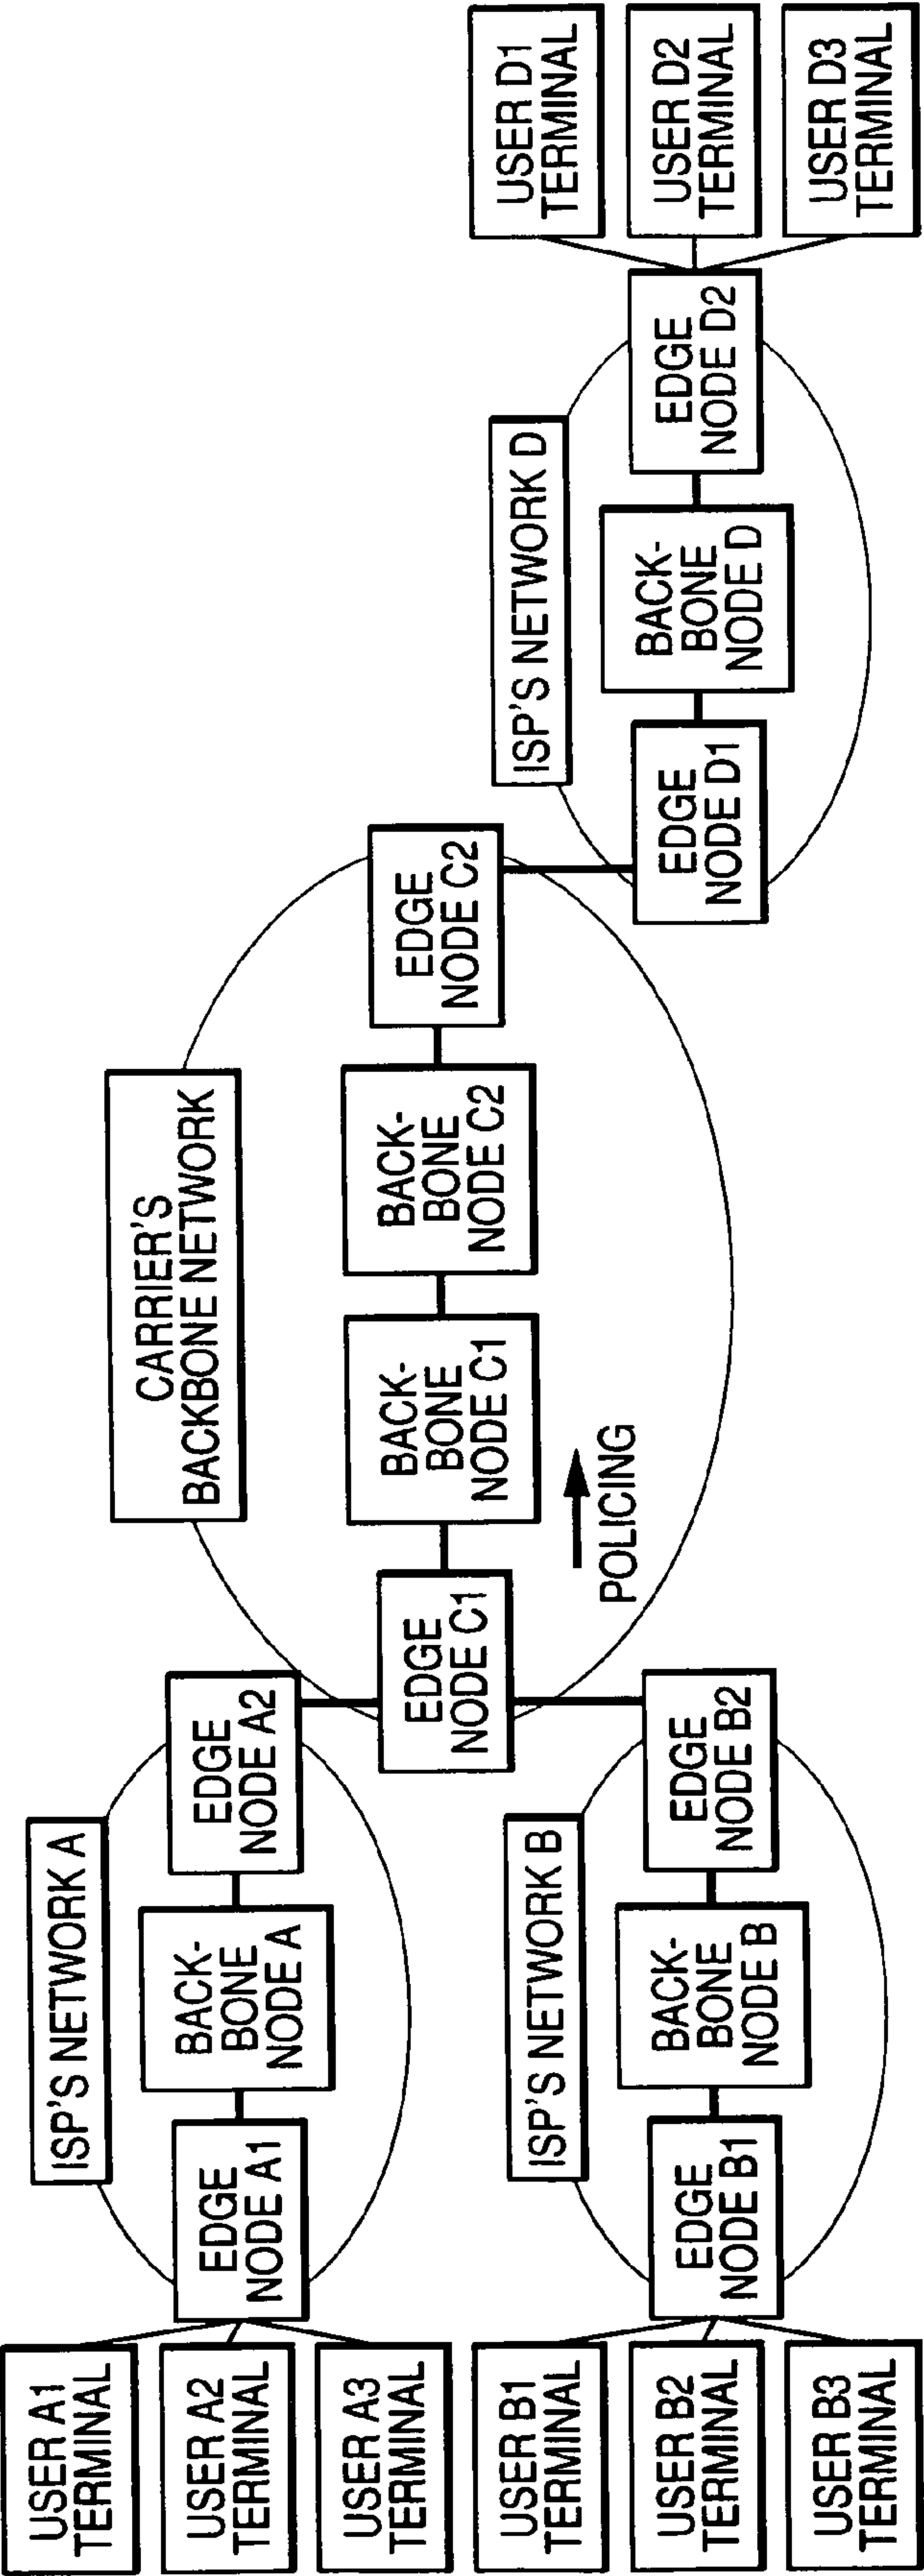 USER A1
TERMINAL
USER A2
TERMINAL
USER A3
TERMINAL
ISP'S NETWORK A
EDGE
NODE A1
BACK-
BONE
NODE A
EDGE
NODE A2
USER B1
TERMINAL
USER B2
TERMINAL
USER B3
TERMINAL
ISP'S NETWORK B
EDGE
NODE B1
BACK-
BONE
NODE B
EDGE
NODE B2
CARRIER'S
BACKBONE NETWORK
EDGE
NODE C1
BACK-
BONE
NODE C1
BACK-
BONE
NODE C2
EDGE
NODE C2
POLICING
ISP'S NETWORK D
EDGE
NODE D1
BACK-
BONE
NODE D
EDGE
NODE D2
USER D1
TERMINAL
USER D2
TERMINAL
USER D3
TERMINAL